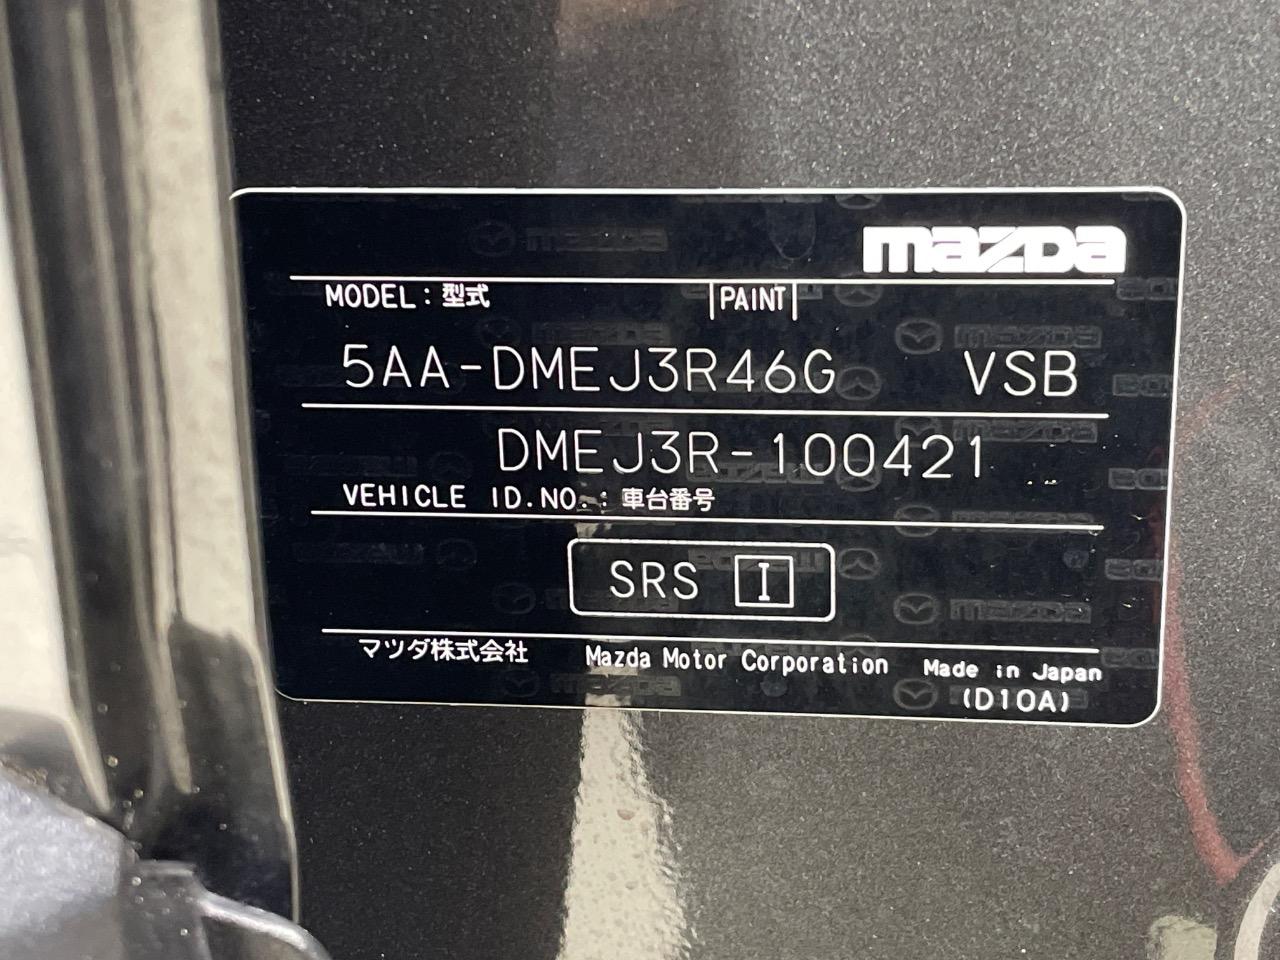 mazda
MODEL : 型式 PAINT
5AA-DMEJ3R46G VSB
DMEJ3R-100421
VEHICLE ID.NO. : 車台番号
SRS I
マツダ株式会社 Mazda Motor Corporation Made in Japan
(D10A)